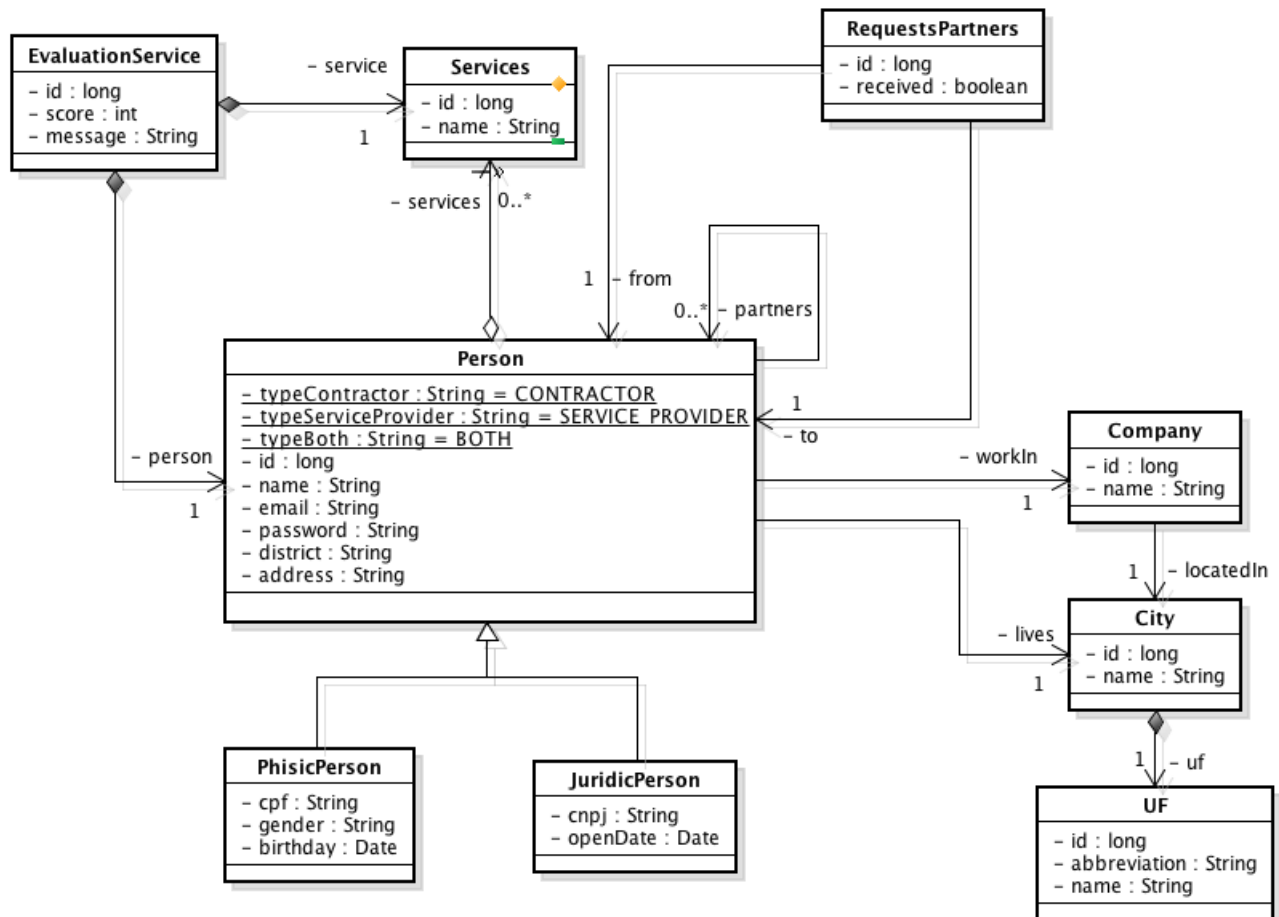 EvaluationService
– id : long
– score : int
– message : String
– service
1
Services
– id : long
– name : String
RequestsPartners
– id : long
– received : boolean
– services
0..*
1
– from
0..*
– partners
Person
– typeContractor : String = CONTRACTOR
– typeServiceProvider : String = SERVICE_PROVIDER
– typeBoth : String = BOTH
– id : long
– name : String
– email : String
– password : String
– district : String
– address : String
– person
1
1
– to
– workIn
1
Company
– id : long
– name : String
1
– locatedIn
– lives
1
City
– id : long
– name : String
1
– uf
PhisicPerson
– cpf : String
– gender : String
– birthday : Date
JuridicPerson
– cnpj : String
– openDate : Date
UF
– id : long
– abbreviation : String
– name : String